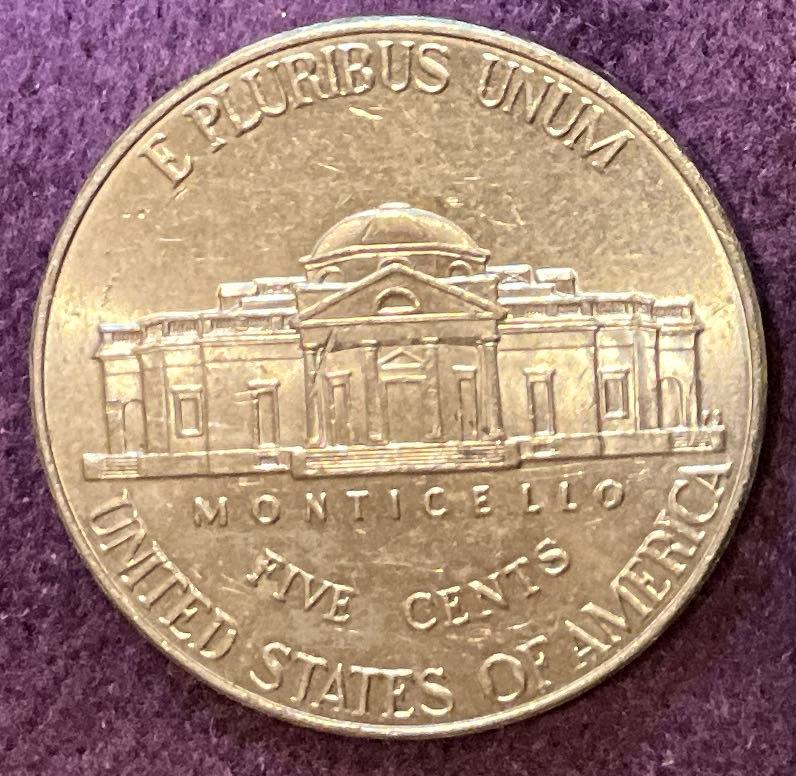 E PLURIBUS UNUM
MONTICELLO
FIVE CENTS
UNITED STATES OF AMERICA